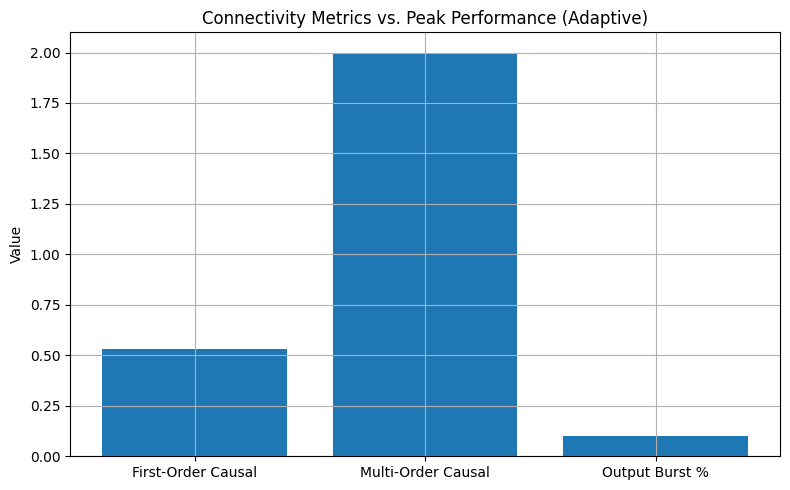 Connectivity Metrics vs. Peak Performance (Adaptive)
2.00
1.75
1.50
1.25
1.00
0.75
0.50
0.25
0.00
Value
First-Order Causal
Multi-Order Causal
Output Burst %